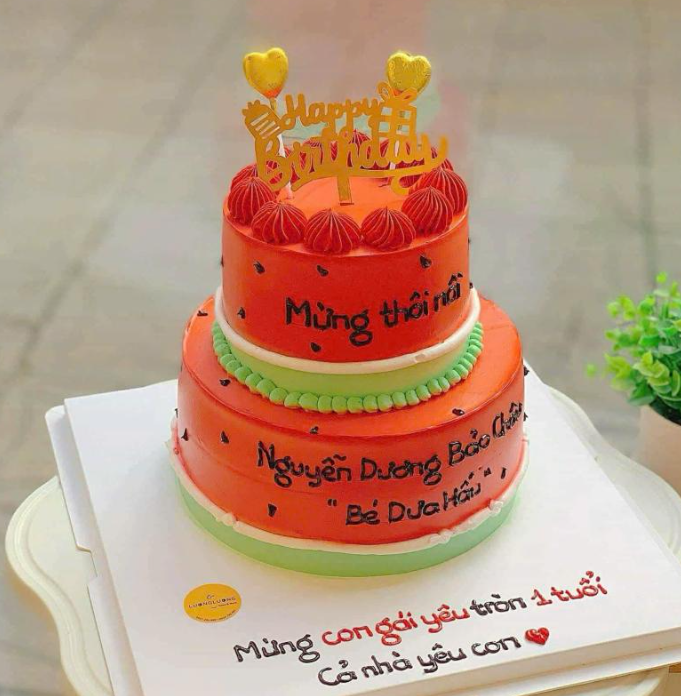 Happy
Birthday
Mừng thôi nôi
Nguyễn Dương Bảo Châu
"Bé Dưa Hấu"
LƯƠNGLƯƠNG
Mừng con gái yêu tròn 1 tuổi
Cả nhà yêu con